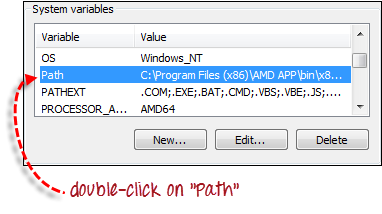 System variables
Variable Value
OS Windows_NT
Path C:\Program Files (x86)\AMD APP\bin\x8...
PATHEXT .COM;.EXE;.BAT;.CMD;.VBS;.VBE;.JS;....
PROCESSOR_A... AMD64
New... Edit... Delete
double-click on "Path"